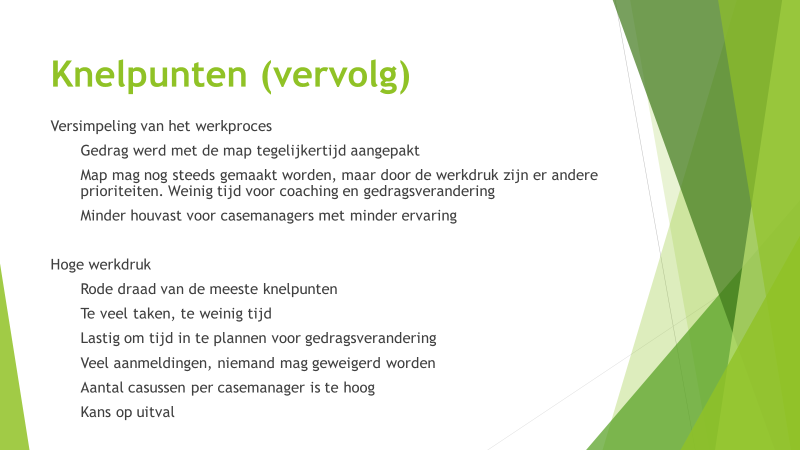 Knelpunten (vervolg)
Versimpeling van het werkproces
Gedrag werd met de map tegelijkertijd aangepakt
Map mag nog steeds gemaakt worden, maar door de werkdruk zijn er andere
prioriteiten. Weinig tijd voor coaching en gedragsverandering
Minder houvast voor casemanagers met minder ervaring
Hoge werkdruk
Rode draad van de meeste knelpunten
Te veel taken, te weinig tijd
Lastig om tijd in te plannen voor gedragsverandering
Veel aanmeldingen, niemand mag geweigerd worden
Aantal casussen per casemanager is te hoog
Kans op uitval